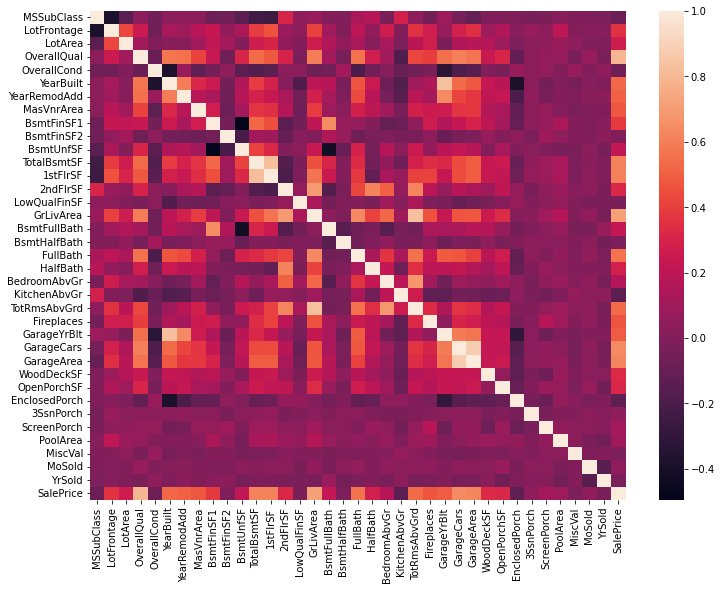 MSSubClass
LotFrontage
LotArea
OverallQual
OverallCond
YearBuilt
YearRemodAdd
MasVnrArea
BsmtFinSF1
BsmtFinSF2
BsmtUnfSF
TotalBsmtSF
1stFlrSF
2ndFlrSF
LowQualFinSF
GrLivArea
BsmtFullBath
BsmtHalfBath
FullBath
HalfBath
BedroomAbvGr
KitchenAbvGr
TotRmsAbvGrd
Fireplaces
GarageYrBlt
GarageCars
GarageArea
WoodDeckSF
OpenPorchSF
EnclosedPorch
3SsnPorch
ScreenPorch
PoolArea
MiscVal
MoSold
YrSold
SalePrice
MSSubClass
LotFrontage
LotArea
OverallQual
OverallCond
YearBuilt
YearRemodAdd
MasVnrArea
BsmtFinSF1
BsmtFinSF2
BsmtUnfSF
TotalBsmtSF
1stFlrSF
2ndFlrSF
LowQualFinSF
GrLivArea
BsmtFullBath
BsmtHalfBath
FullBath
HalfBath
BedroomAbvGr
KitchenAbvGr
TotRmsAbvGrd
Fireplaces
GarageYrBlt
GarageCars
GarageArea
WoodDeckSF
OpenPorchSF
EnclosedPorch
3SsnPorch
ScreenPorch
PoolArea
MiscVal
MoSold
YrSold
SalePrice
1.0
0.8
0.6
0.4
0.2
0.0
−0.2
−0.4